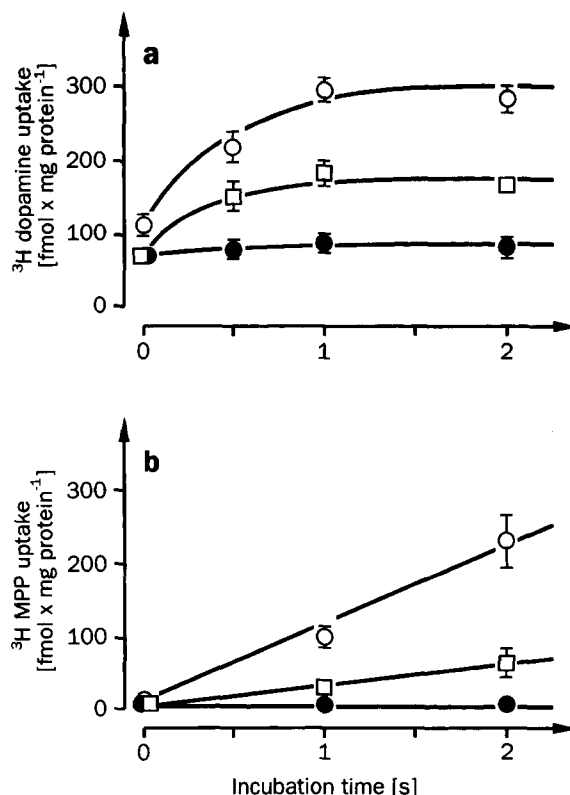 a
³H dopamine uptake
[fmol x mg protein⁻¹]
300
200
100
0
0
1
2
b
³H MPP uptake
[fmol x mg protein⁻¹]
300
200
100
0
0
1
2
Incubation time [s]